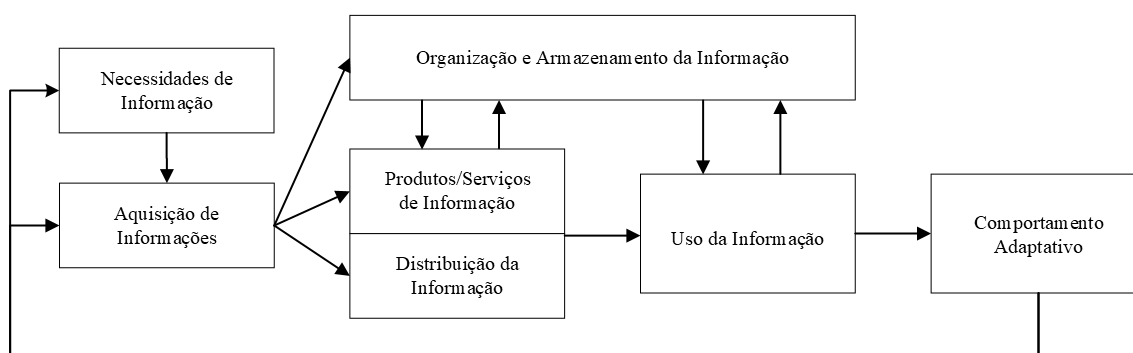 Organização e Armazenamento da Informação
Necessidades de
Informação
Produtos/Serviços
de Informação
Aquisição de
Informações
Uso da Informação
Comportamento
Adaptativo
Distribuição da
Informação